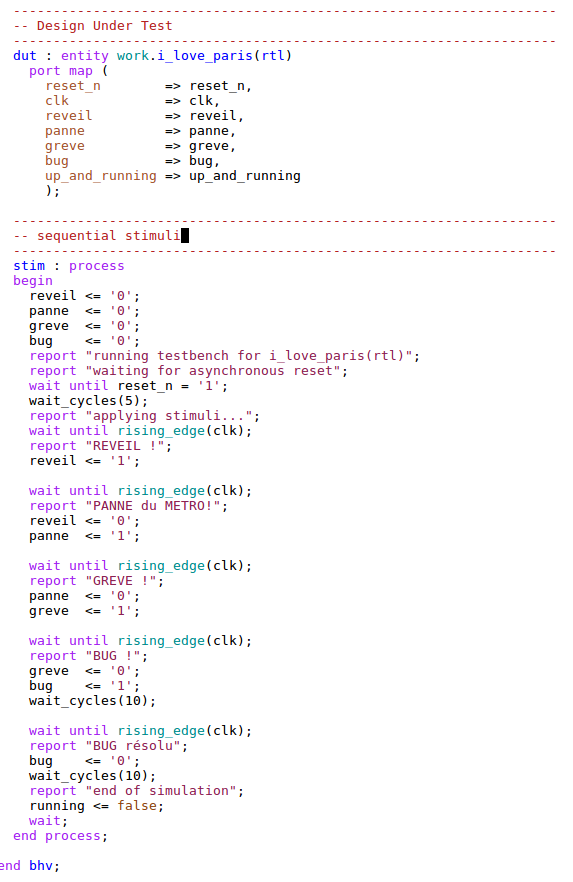 --------------------------------------------------------------------
-- Design Under Test
--------------------------------------------------------------------
dut : entity work.i_love_paris(rtl)
  port map (
    reset_n        => reset_n,
    clk            => clk,
    reveil         => reveil,
    panne          => panne,
    greve          => greve,
    bug            => bug,
    up_and_running => up_and_running
    );

--------------------------------------------------------------------
-- sequential stimuli
--------------------------------------------------------------------
stim : process
begin
  reveil <= '0';
  panne  <= '0';
  greve  <= '0';
  bug    <= '0';
  report "running testbench for i_love_paris(rtl)";
  report "waiting for asynchronous reset";
  wait until reset_n = '1';
  wait_cycles(5);
  report "applying stimuli...";
  wait until rising_edge(clk);
  report "REVEIL !";
  reveil <= '1';

  wait until rising_edge(clk);
  report "PANNE du METRO!";
  reveil <= '0';
  panne  <= '1';

  wait until rising_edge(clk);
  report "GREVE !";
  panne  <= '0';
  greve  <= '1';

  wait until rising_edge(clk);
  report "BUG !";
  greve  <= '0';
  bug    <= '1';
  wait_cycles(10);

  wait until rising_edge(clk);
  report "BUG résolu";
  bug    <= '0';
  wait_cycles(10);
  report "end of simulation";
  running <= false;
  wait;
end process;

end bhv;